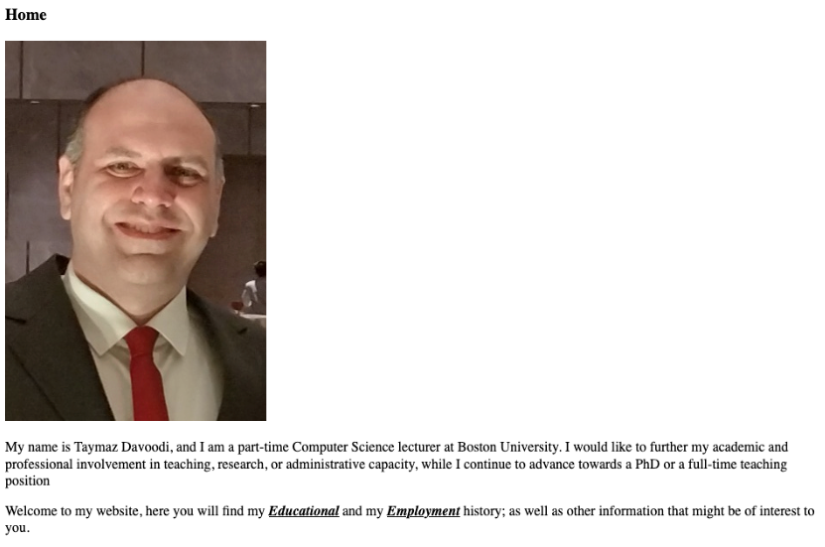 Home
My name is Taymaz Davoodi, and I am a part-time Computer Science lecturer at Boston University. I would like to further my academic and
professional involvement in teaching, research, or administrative capacity, while I continue to advance towards a PhD or a full-time teaching
position
Welcome to my website, here you will find my Educational and my Employment history; as well as other information that might be of interest to
you.